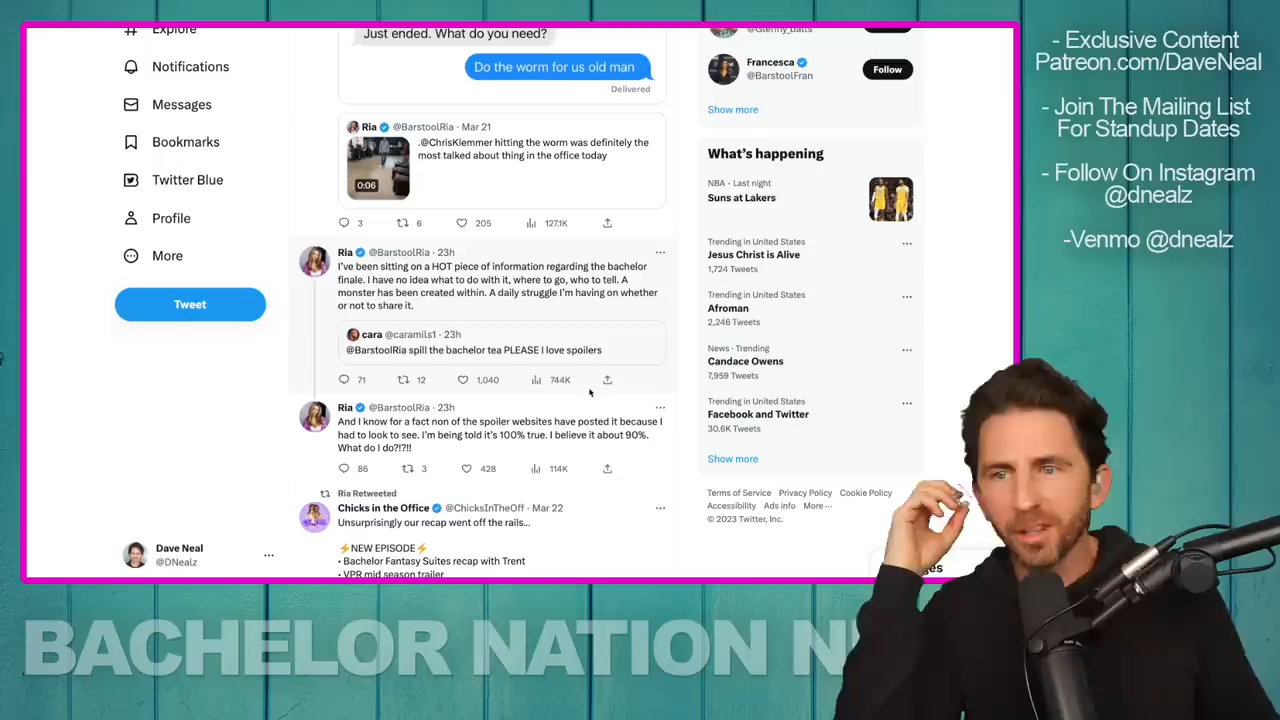 Explore
Notifications
Messages
Bookmarks
Twitter Blue
Profile
More
Tweet
Dave Neal
@DNealz
Just ended. What do you need?
Do the worm for us old man
Delivered
Ria @BarstoolRia · Mar 21
.@ChrisKlemmer hitting the worm was definitely the
most talked about thing in the office today
0:06
3 6 205 127.1K
Ria @BarstoolRia · 23h
I've been sitting on a HOT piece of information regarding the bachelor
finale. I have no idea what to do with it, where to go, who to tell. A
monster has been created within. A daily struggle I'm having on whether
or not to share it.
cara @caramils1 · 23h
@BarstoolRia spill the bachelor tea PLEASE I love spoilers
71 12 1,040 744K
Ria @BarstoolRia · 23h
And I know for a fact non of the spoiler websites have posted it because I
had to look to see. I'm being told it's 100% true. I believe it about 90%.
What do I do?!?!!
86 3 428 114K
Ria Retweeted
Chicks in the Office @ChicksInTheOff · Mar 22
Unsurprisingly our recap went off the rails...
⚡NEW EPISODE⚡
• Bachelor Fantasy Suites recap with Trent
• VPR mid season trailer
Francesca
@BarstoolFran
Follow
Show more
What's happening
NBA · Last night
Suns at Lakers
Trending in United States
Jesus Christ is Alive
1,724 Tweets
Trending in United States
Afroman
2,246 Tweets
News · Trending
Candace Owens
7,959 Tweets
Trending in United States
Facebook and Twitter
30.6K Tweets
Show more
Terms of Service Privacy Policy Cookie Policy
Accessibility Ads info More ···
© 2023 Twitter, Inc.
- Exclusive Content
Patreon.com/DaveNeal
- Join The Mailing List
For Standup Dates
- Follow On Instagram
@dnealz
-Venmo @dnealz
BACHELOR NATION